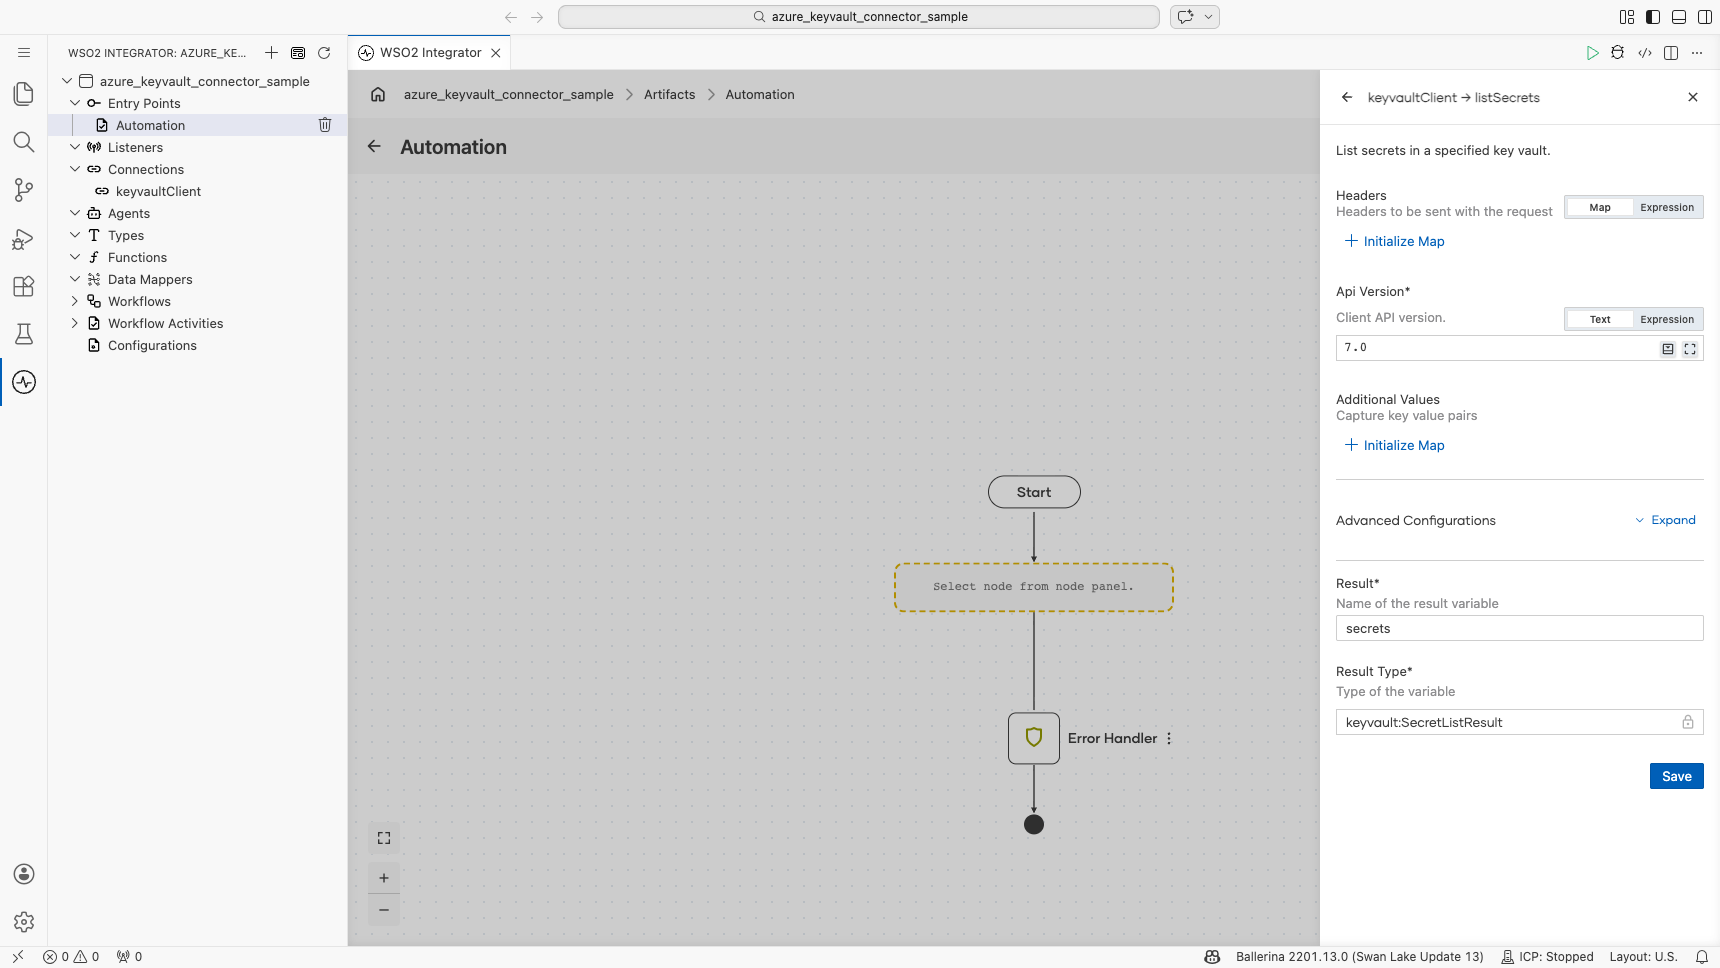 azure_keyvault_connector_sample
WSO2 INTEGRATOR: AZURE_KE...
azure_keyvault_connector_sample
Entry Points
Automation
Listeners
Connections
keyvaultClient
Agents
Types
Functions
Data Mappers
Workflows
Workflow Activities
Configurations
WSO2 Integrator
azure_keyvault_connector_sample
Artifacts
Automation
Automation
Start
Select node from node panel.
Error Handler
keyvaultClient → listSecrets
List secrets in a specified key vault.
Headers
Headers to be sent with the request
Map Expression
Initialize Map
Api Version*
Client API version.
Text Expression
7.0
Additional Values
Capture key value pairs
Initialize Map
Advanced Configurations
Expand
Result*
Name of the result variable
secrets
Result Type*
Type of the variable
keyvault:SecretListResult
Save
0 0 0
Ballerina 2201.13.0 (Swan Lake Update 13)
ICP: Stopped
Layout: U.S.